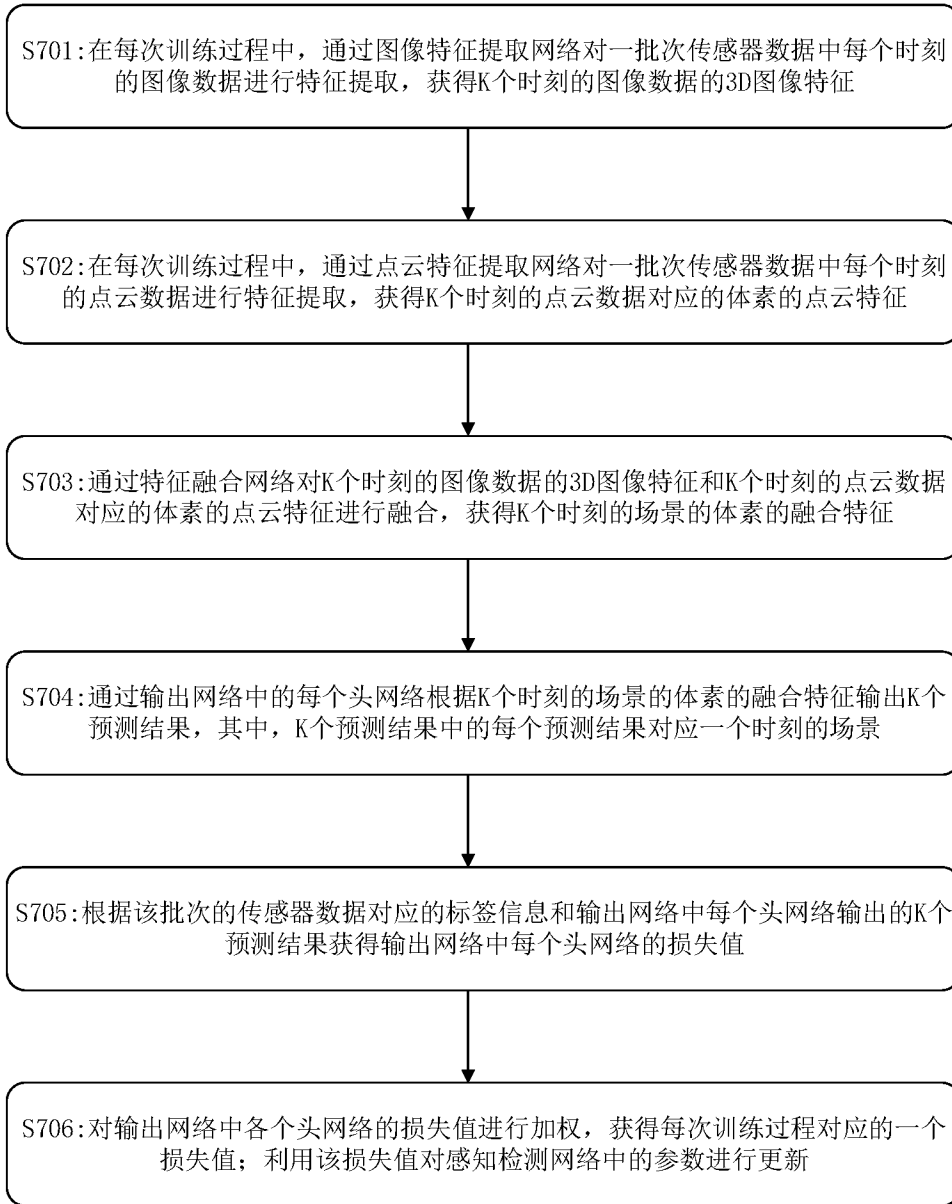 S701:在每次训练过程中，通过图像特征提取网络对一批次传感器数据中每个时刻
的图像数据进行特征提取，获得K个时刻的图像数据的3D图像特征
S702:在每次训练过程中，通过点云特征提取网络对一批次传感器数据中每个时刻
的点云数据进行特征提取，获得K个时刻的点云数据对应的体素的点云特征
S703:通过特征融合网络对K个时刻的图像数据的3D图像特征和K个时刻的点云数据
对应的体素的点云特征进行融合，获得K个时刻的场景的体素的融合特征
S704:通过输出网络中的每个头网络根据K个时刻的场景的体素的融合特征输出K个
预测结果，其中，K个预测结果中的每个预测结果对应一个时刻的场景
S705:根据该批次的传感器数据对应的标签信息和输出网络中每个头网络输出的K个
预测结果获得输出网络中每个头网络的损失值
S706:对输出网络中各个头网络的损失值进行加权，获得每次训练过程对应的一个
损失值；利用该损失值对感知检测网络中的参数进行更新